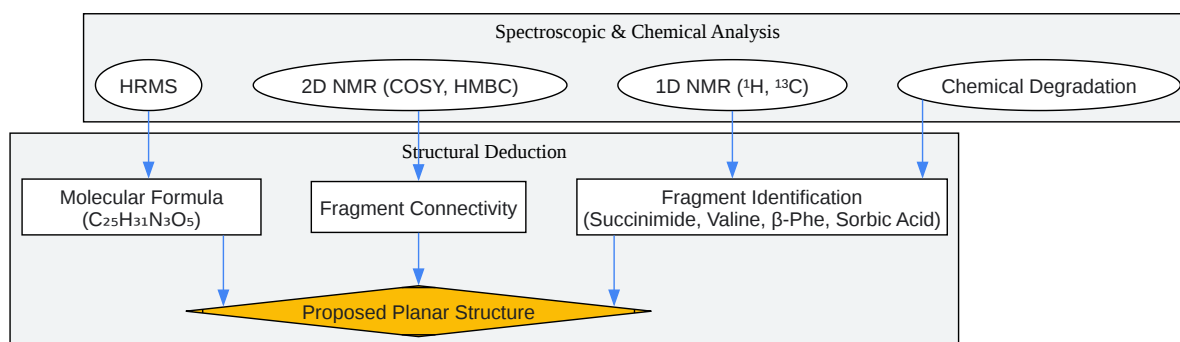 Spectroscopic & Chemical Analysis
HRMS
2D NMR (COSY, HMBC)
1D NMR (¹H, ¹³C)
Chemical Degradation
Structural Deduction
Molecular Formula
(C₂₅H₃₁N₃O₅)
Fragment Connectivity
Fragment Identification
(Succinimide, Valine, β-Phe, Sorbic Acid)
Proposed Planar Structure